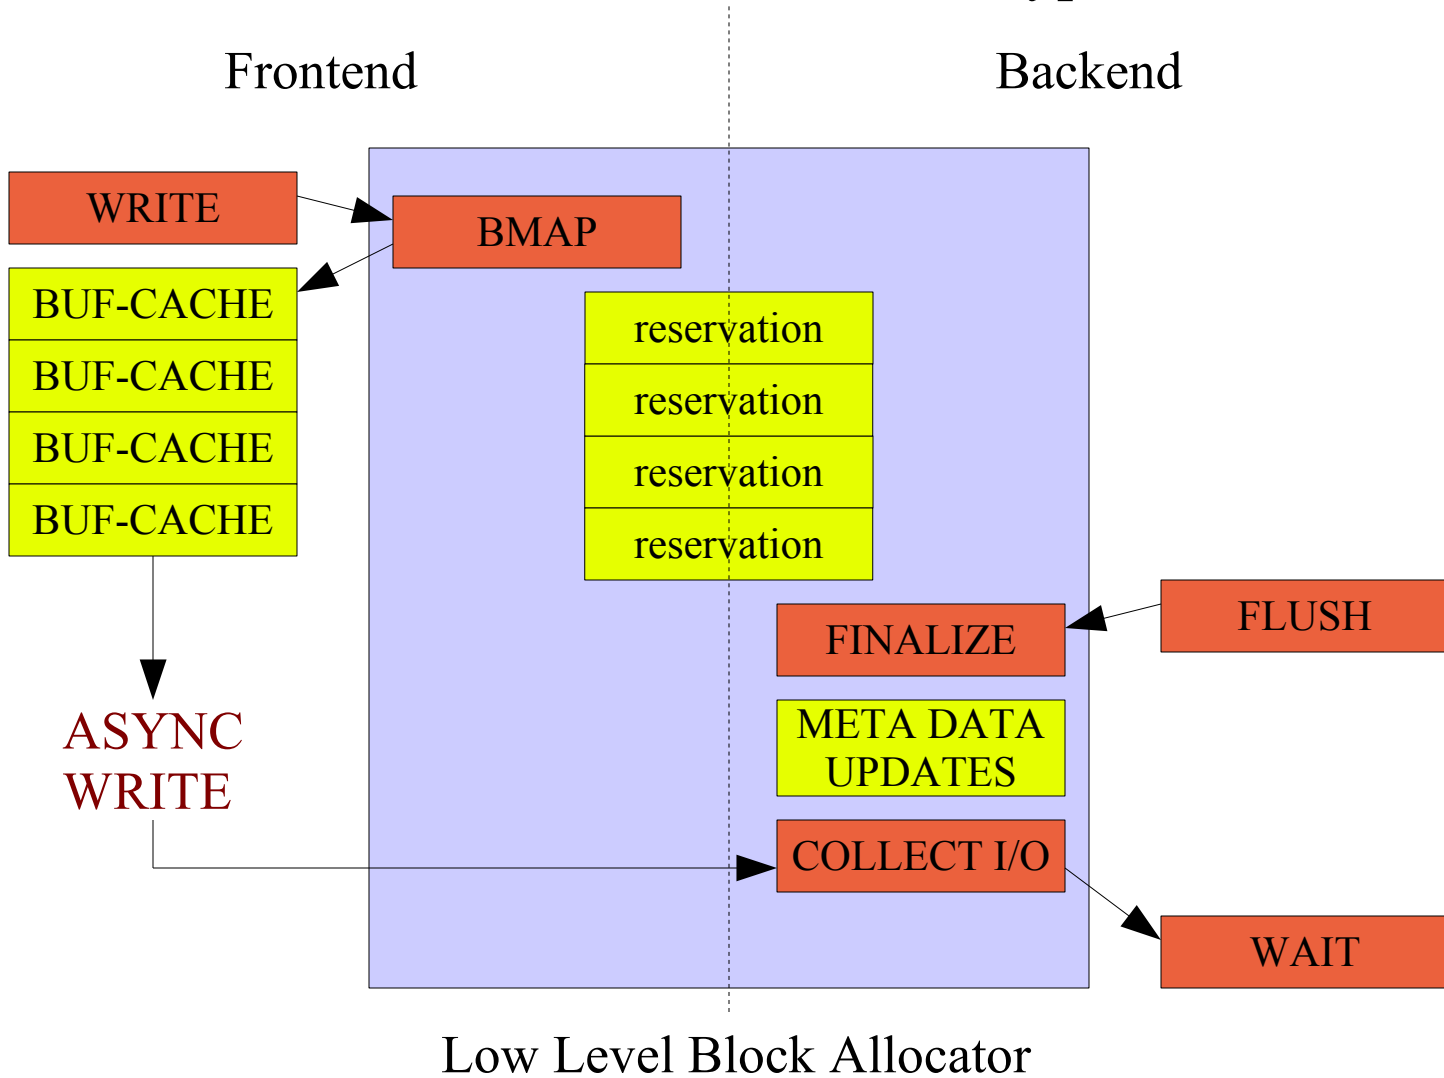 Frontend
Backend
WRITE
BMAP
BUF-CACHE
BUF-CACHE
BUF-CACHE
BUF-CACHE
reservation
reservation
reservation
reservation
FINALIZE
FLUSH
META DATA
UPDATES
ASYNC
WRITE
COLLECT I/O
WAIT
Low Level Block Allocator